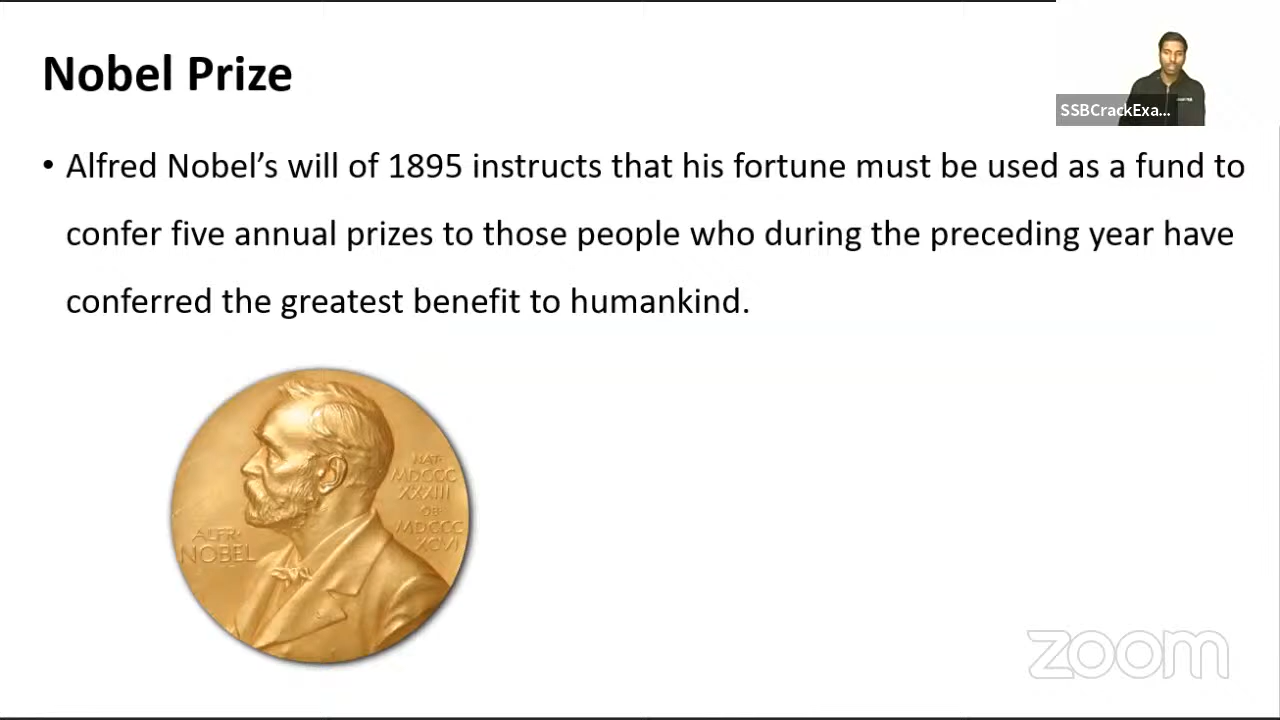 Nobel Prize
SSBCrackExa...
• Alfred Nobel’s will of 1895 instructs that his fortune must be used as a fund to
confer five annual prizes to those people who during the preceding year have
conferred the greatest benefit to humankind.
NAT·
MDCCC
XXXIII
OB·
MDCCC
XCVI
ALFR·
NOBEL
zoom